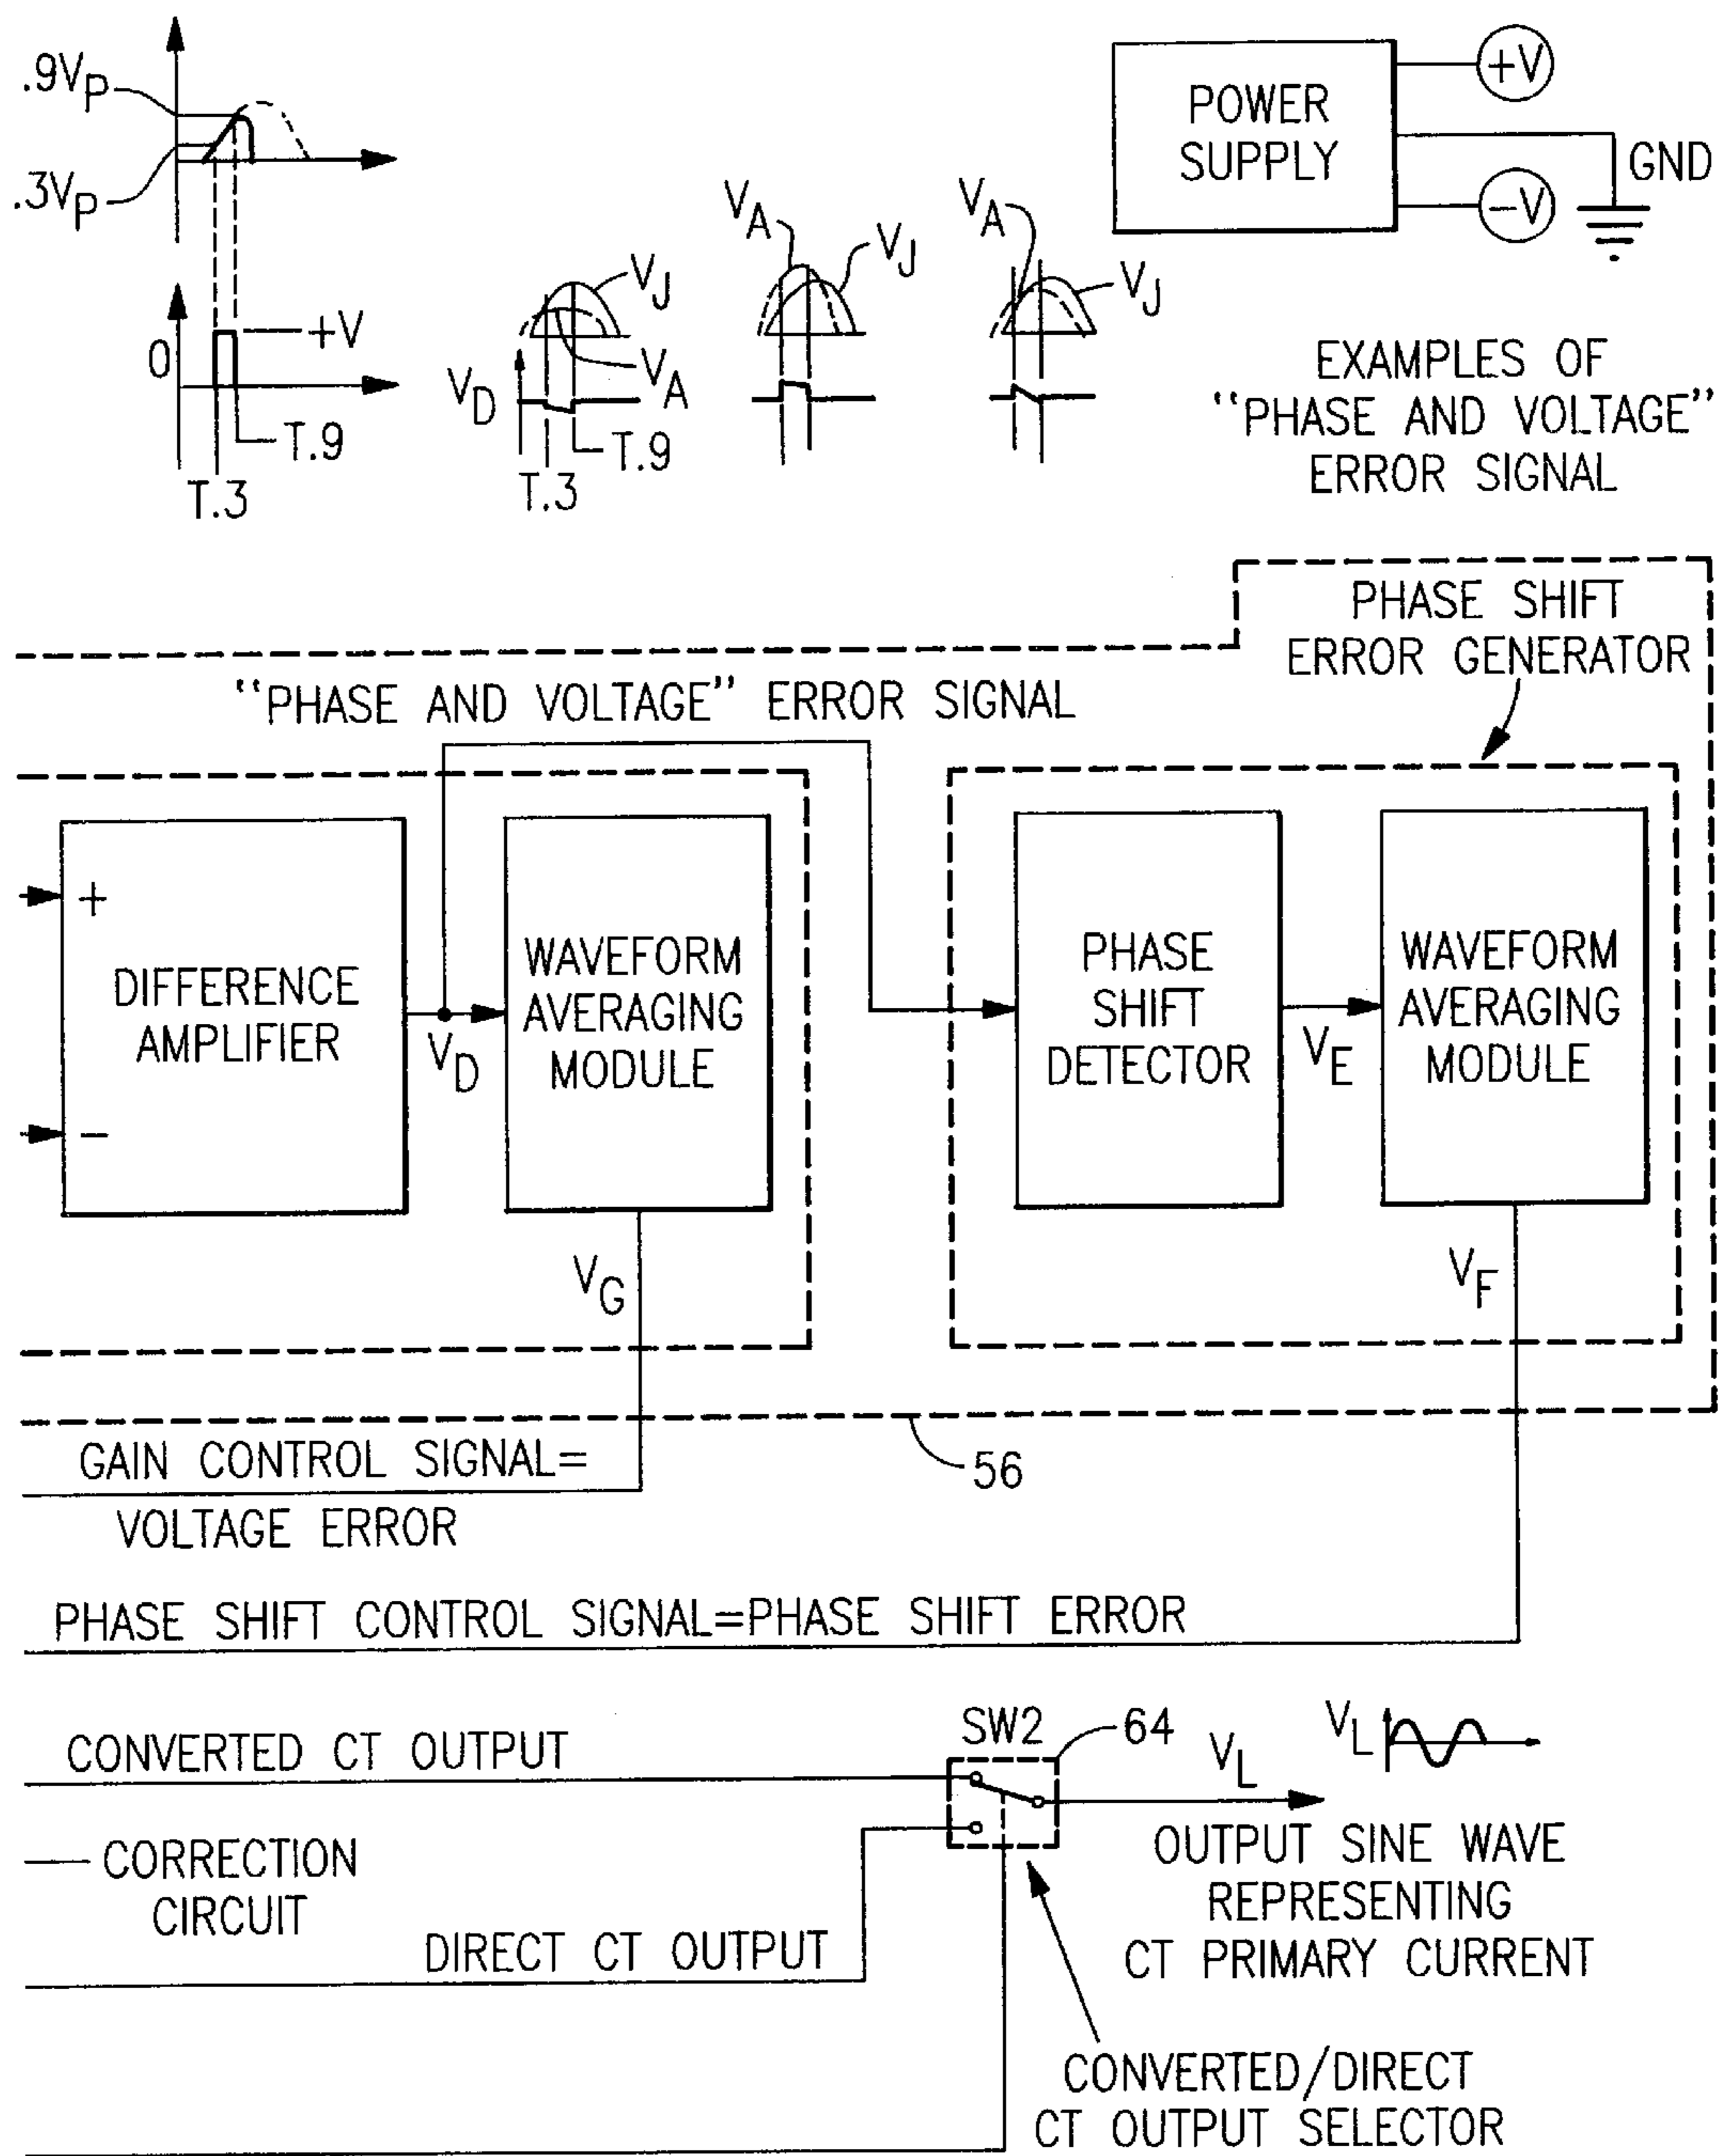 .9VP
.3VP
0
+V
T.9
T.3
VJ
VA
VD
T.9
T.3
VA
VJ
VA
VJ
POWER
SUPPLY
+V
GND
−V
EXAMPLES OF
"PHASE AND VOLTAGE"
ERROR SIGNAL
PHASE SHIFT
ERROR GENERATOR
"PHASE AND VOLTAGE" ERROR SIGNAL
+
−
DIFFERENCE
AMPLIFIER
VD
WAVEFORM
AVERAGING
MODULE
PHASE
SHIFT
DETECTOR
VE
WAVEFORM
AVERAGING
MODULE
VG
VF
56
GAIN CONTROL SIGNAL=
VOLTAGE ERROR
PHASE SHIFT CONTROL SIGNAL=PHASE SHIFT ERROR
CONVERTED CT OUTPUT
SW2
64
VL
VL
— CORRECTION
CIRCUIT
DIRECT CT OUTPUT
OUTPUT SINE WAVE
REPRESENTING
CT PRIMARY CURRENT
CONVERTED/DIRECT
CT OUTPUT SELECTOR